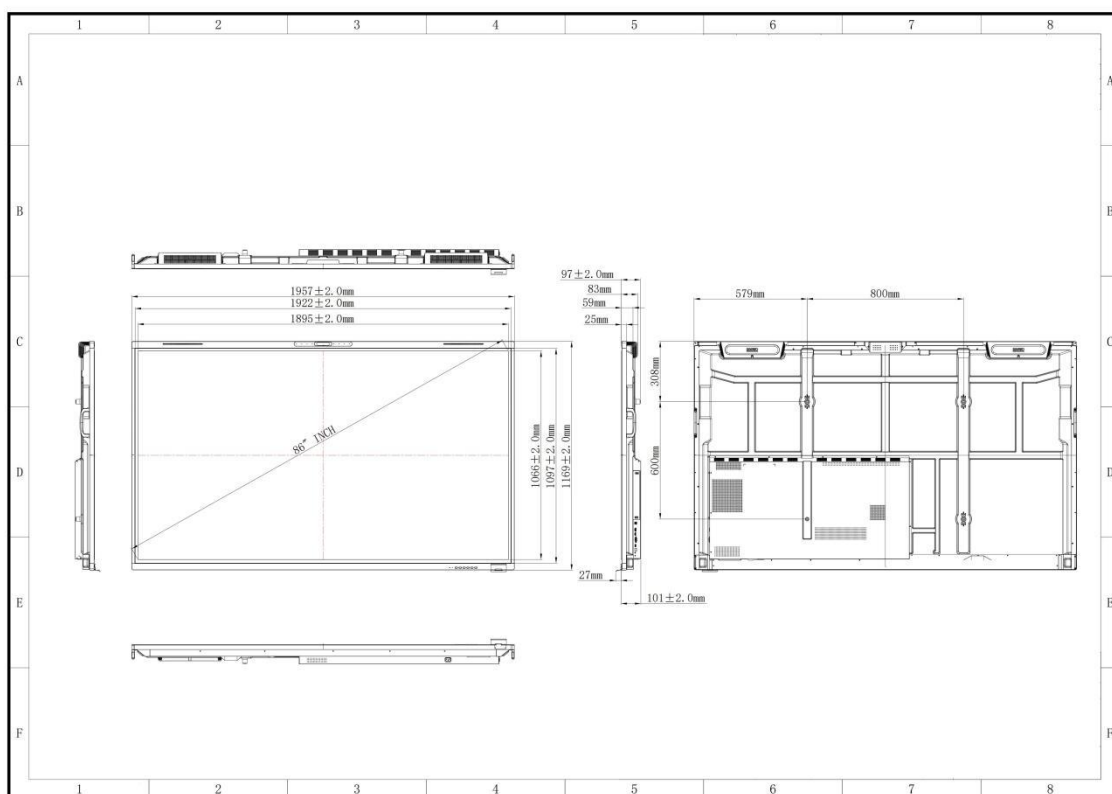 1 2 3 4 5 6 7 8
A A
B B
97±2.0mm
1957±2.0mm 83mm 579mm 800mm
1922±2.0mm 59mm
1895±2.0mm 25mm
C C
308mm
86" INCH
1066±2.0mm
1097±2.0mm
1169±2.0mm
600mm
D D
27mm
101±2.0mm
E E
F F
1 2 3 4 5 6 7 8